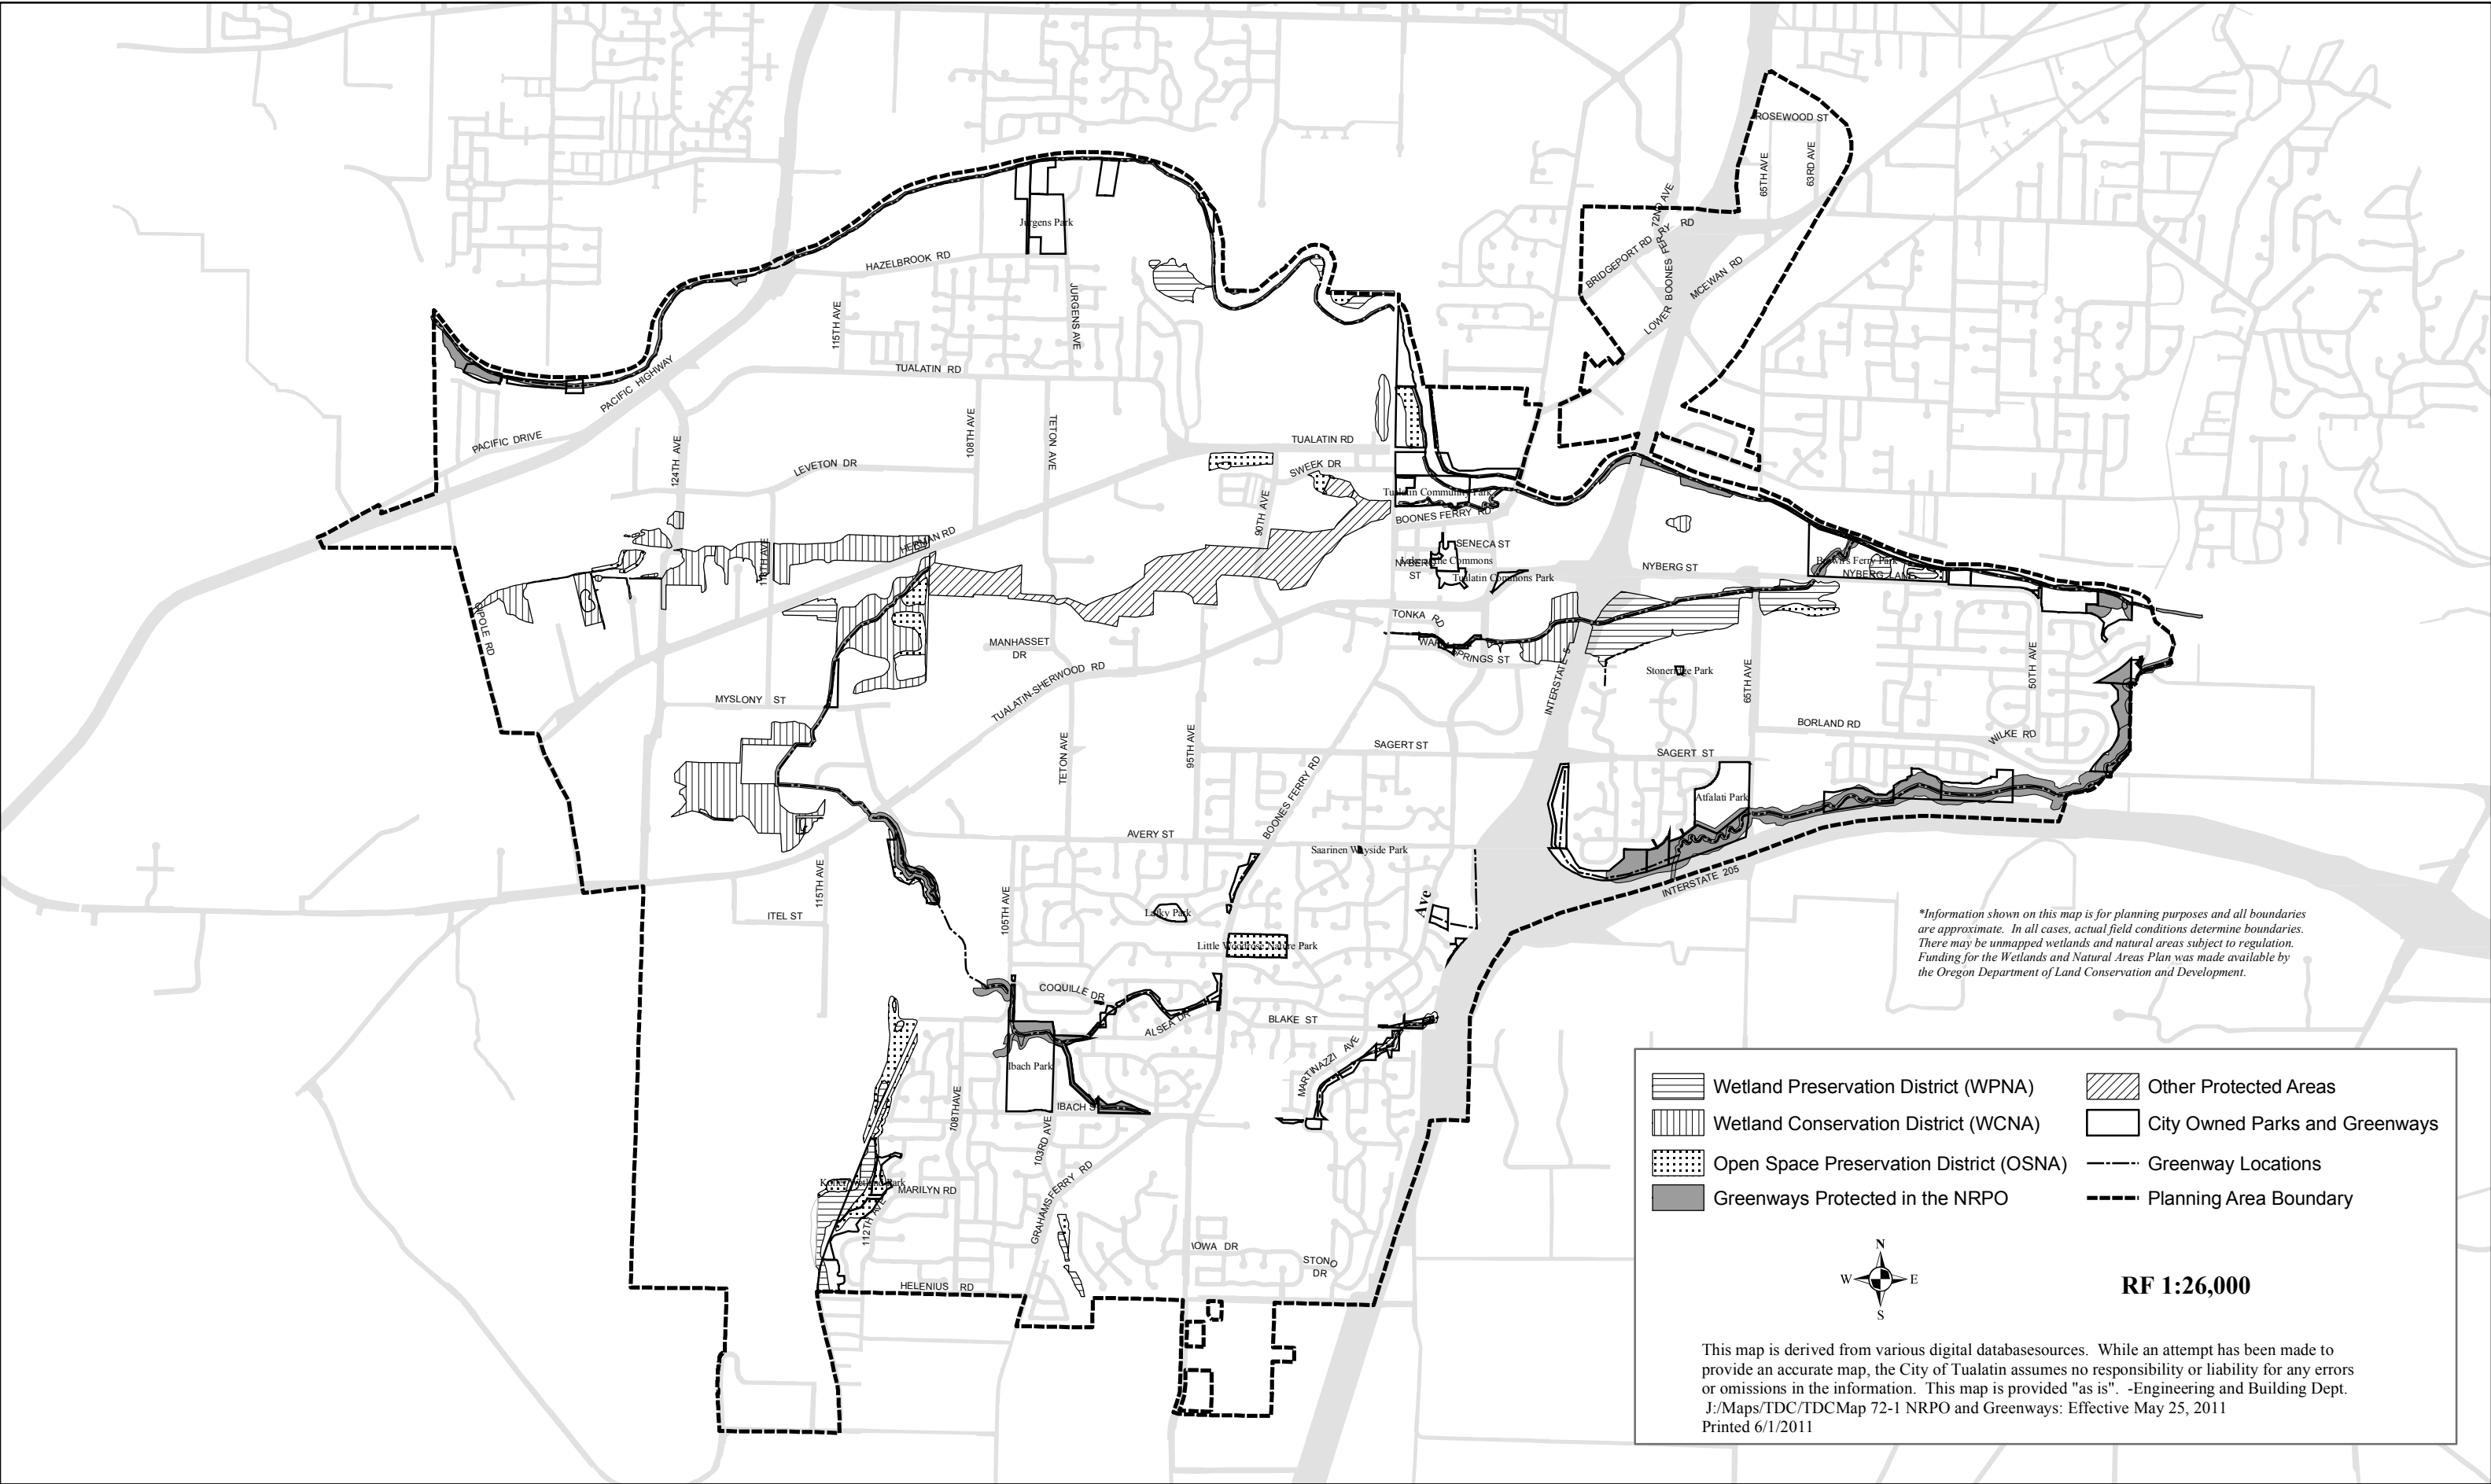 ROSEWOOD ST
65TH AVE
63RD AVE
72ND AVE
BRIDGEPORT RD
RD
LOWER BOONES FERRY
MCEWAN RD
Jurgens Park
HAZELBROOK RD
115TH AVE
JURGENS AVE
TUALATIN RD
PACIFIC HIGHWAY
PACIFIC DRIVE
124TH AVE
LEVETON DR
108TH AVE
TETON AVE
TUALATIN RD
SWEEK DR
90TH AVE
Tualatin Community Park
BOONES FERRY RD
HERMAN RD
118TH AVE
SENECA ST
Commons
NYBERG ST
Tualatin Commons Park
NYBERG ST
Browns Ferry Park
NYBERG LANE
CIPOLE RD
TONKA RD
MANHASSET DR
WARM SPRINGS ST
TUALATIN-SHERWOOD RD
Stoneridge Park
INTERSTATE 5
65TH AVE
50TH AVE
MYSLONY ST
BORLAND RD
WILKE RD
TETON AVE
95TH AVE
SAGERT ST
SAGERT ST
BOONES FERRY RD
Atfalati Park
AVERY ST
Saarinen Wayside Park
INTERSTATE 205
115TH AVE
105TH AVE
ITEL ST
Lafky Park
Ave
Little Woodrose Nature Park
COQUILLE DR
ALSEA DR
BLAKE ST
MARTINAZZI AVE
Ibach Park
108TH AVE
IBACH S
103RD AVE
MARILYN RD
112TH AVE
GRAHAMS FERRY RD
IOWA DR
STONO DR
HELENIUS RD
*Information shown on this map is for planning purposes and all boundaries
are approximate. In all cases, actual field conditions determine boundaries.
There may be unmapped wetlands and natural areas subject to regulation.
Funding for the Wetlands and Natural Areas Plan was made available by
the Oregon Department of Land Conservation and Development.
Wetland Preservation District (WPNA)
Wetland Conservation District (WCNA)
Open Space Preservation District (OSNA)
Greenways Protected in the NRPO
Other Protected Areas
City Owned Parks and Greenways
Greenway Locations
Planning Area Boundary
N
W E
S
RF 1:26,000
This map is derived from various digital databasesources. While an attempt has been made to
provide an accurate map, the City of Tualatin assumes no responsibility or liability for any errors
or omissions in the information. This map is provided "as is". -Engineering and Building Dept.
J:/Maps/TDC/TDCMap 72-1 NRPO and Greenways: Effective May 25, 2011
Printed 6/1/2011